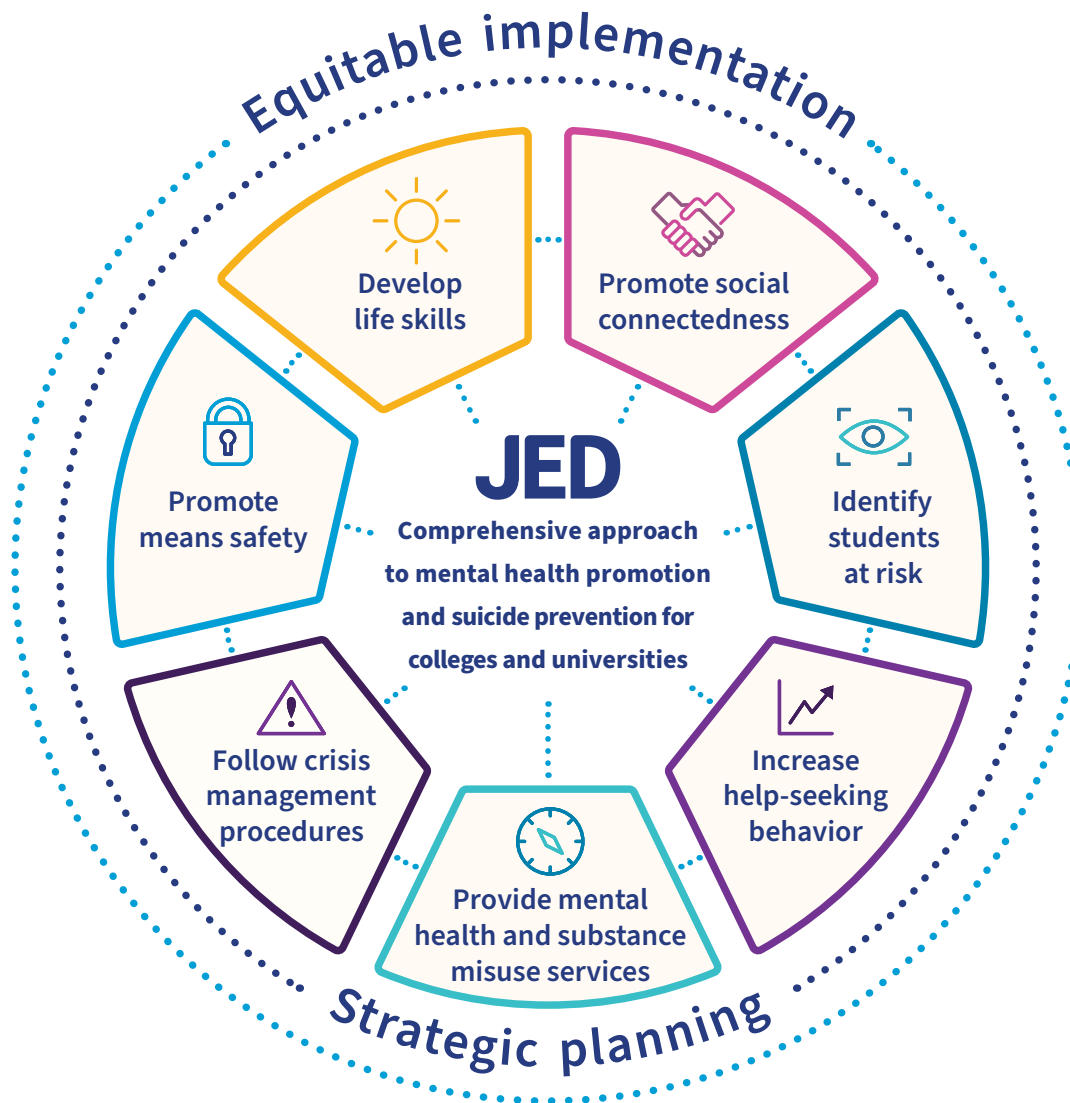 Equitable implementation
Develop
life skills
Promote social
connectedness
Promote
means safety
Identify
students
at risk
JED
Comprehensive approach
to mental health promotion
and suicide prevention for
colleges and universities
Follow crisis
management
procedures
Increase
help-seeking
behavior
Provide mental
health and substance
misuse services
Strategic planning